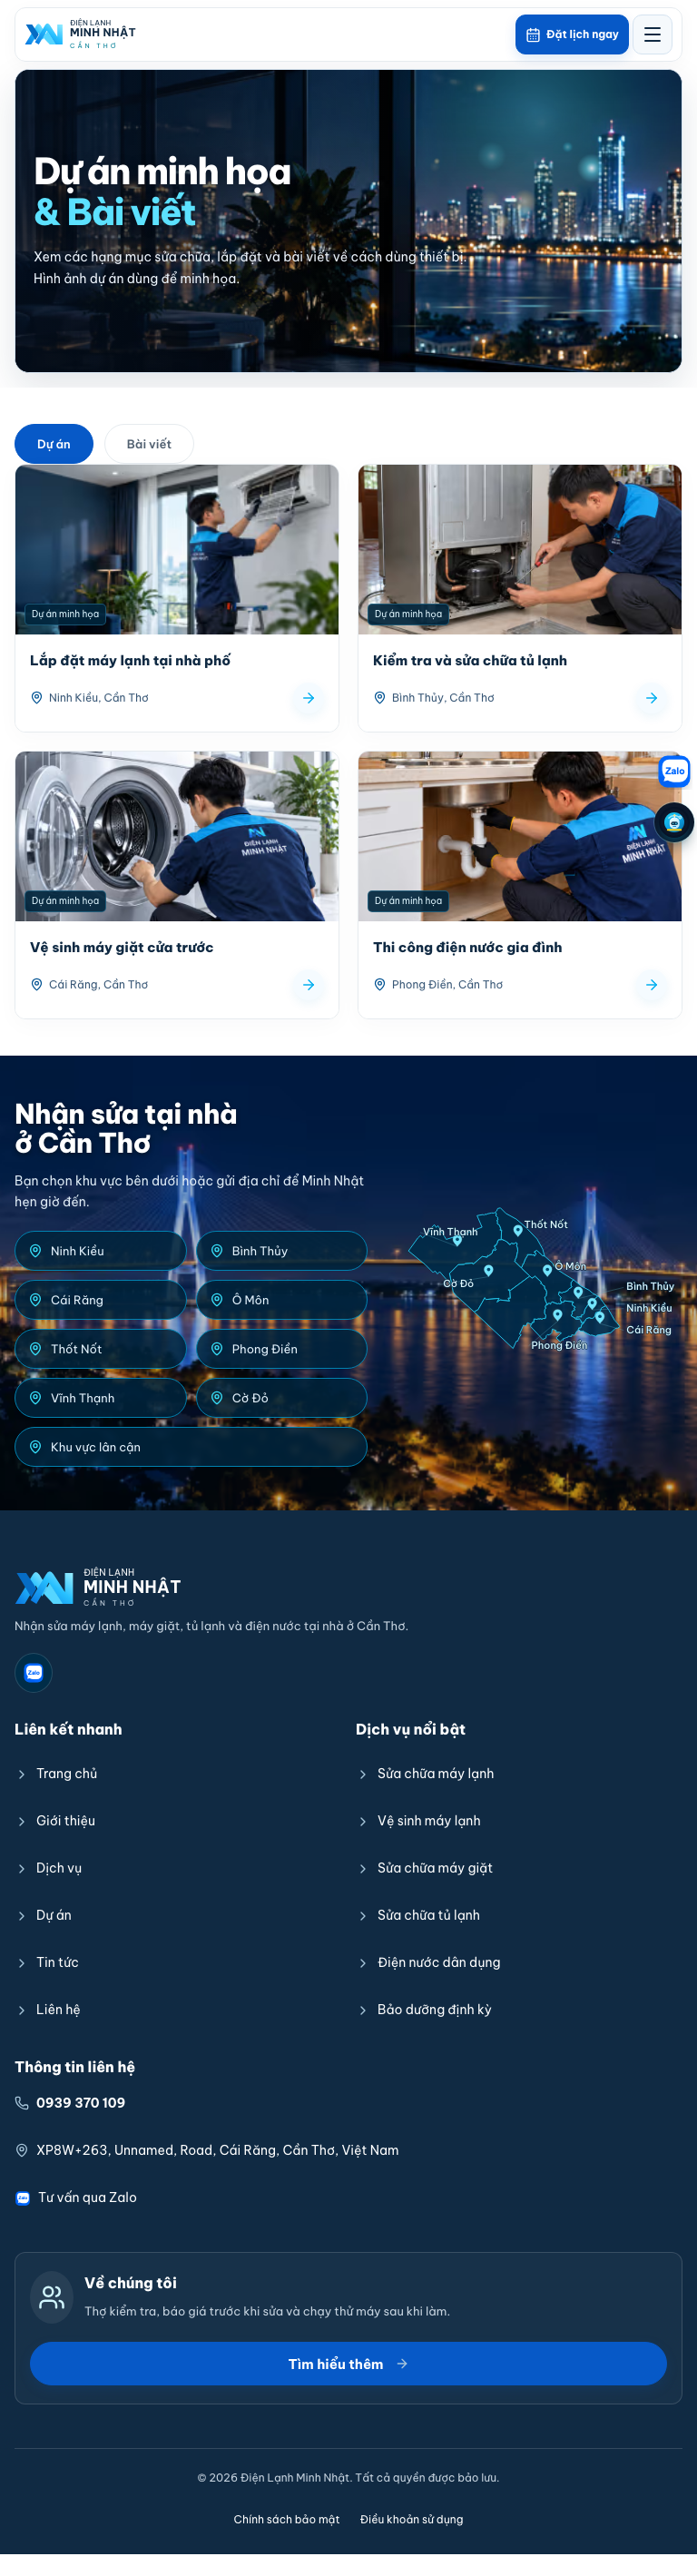 ĐIỆN LẠNH
MINH NHẬT
CẦN THƠ
Đặt lịch ngay
Dự án minh họa
& Bài viết
Xem các hạng mục sửa chữa, lắp đặt và bài viết về cách dùng thiết bị.
Hình ảnh dự án dùng để minh họa.
Dự án
Bài viết
Dự án minh họa
Lắp đặt máy lạnh tại nhà phố
Ninh Kiều, Cần Thơ
Dự án minh họa
Kiểm tra và sửa chữa tủ lạnh
Bình Thủy, Cần Thơ
Zalo
ĐIỆN LẠNH
MINH NHẬT
Dự án minh họa
Vệ sinh máy giặt cửa trước
Cái Răng, Cần Thơ
ĐIỆN LẠNH
MINH NHẬT
Dự án minh họa
Thi công điện nước gia đình
Phong Điền, Cần Thơ
Nhận sửa tại nhà
ở Cần Thơ
Bạn chọn khu vực bên dưới hoặc gửi địa chỉ để Minh Nhật
hẹn giờ đến.
Ninh Kiều
Bình Thủy
Cái Răng
Ô Môn
Thốt Nốt
Phong Điền
Vĩnh Thạnh
Cờ Đỏ
Khu vực lân cận
Vĩnh Thạnh
Thốt Nốt
Cờ Đỏ
Ô Môn
Bình Thủy
Ninh Kiều
Cái Răng
Phong Điền
ĐIỆN LẠNH
MINH NHẬT
CẦN THƠ
Nhận sửa máy lạnh, máy giặt, tủ lạnh và điện nước tại nhà ở Cần Thơ.
Zalo
Liên kết nhanh
Trang chủ
Giới thiệu
Dịch vụ
Dự án
Tin tức
Liên hệ
Dịch vụ nổi bật
Sửa chữa máy lạnh
Vệ sinh máy lạnh
Sửa chữa máy giặt
Sửa chữa tủ lạnh
Điện nước dân dụng
Bảo dưỡng định kỳ
Thông tin liên hệ
0939 370 109
XP8W+263, Unnamed, Road, Cái Răng, Cần Thơ, Việt Nam
Zalo Tư vấn qua Zalo
Về chúng tôi
Thợ kiểm tra, báo giá trước khi sửa và chạy thử máy sau khi làm.
Tìm hiểu thêm
© 2026 Điện Lạnh Minh Nhật. Tất cả quyền được bảo lưu.
Chính sách bảo mật
Điều khoản sử dụng